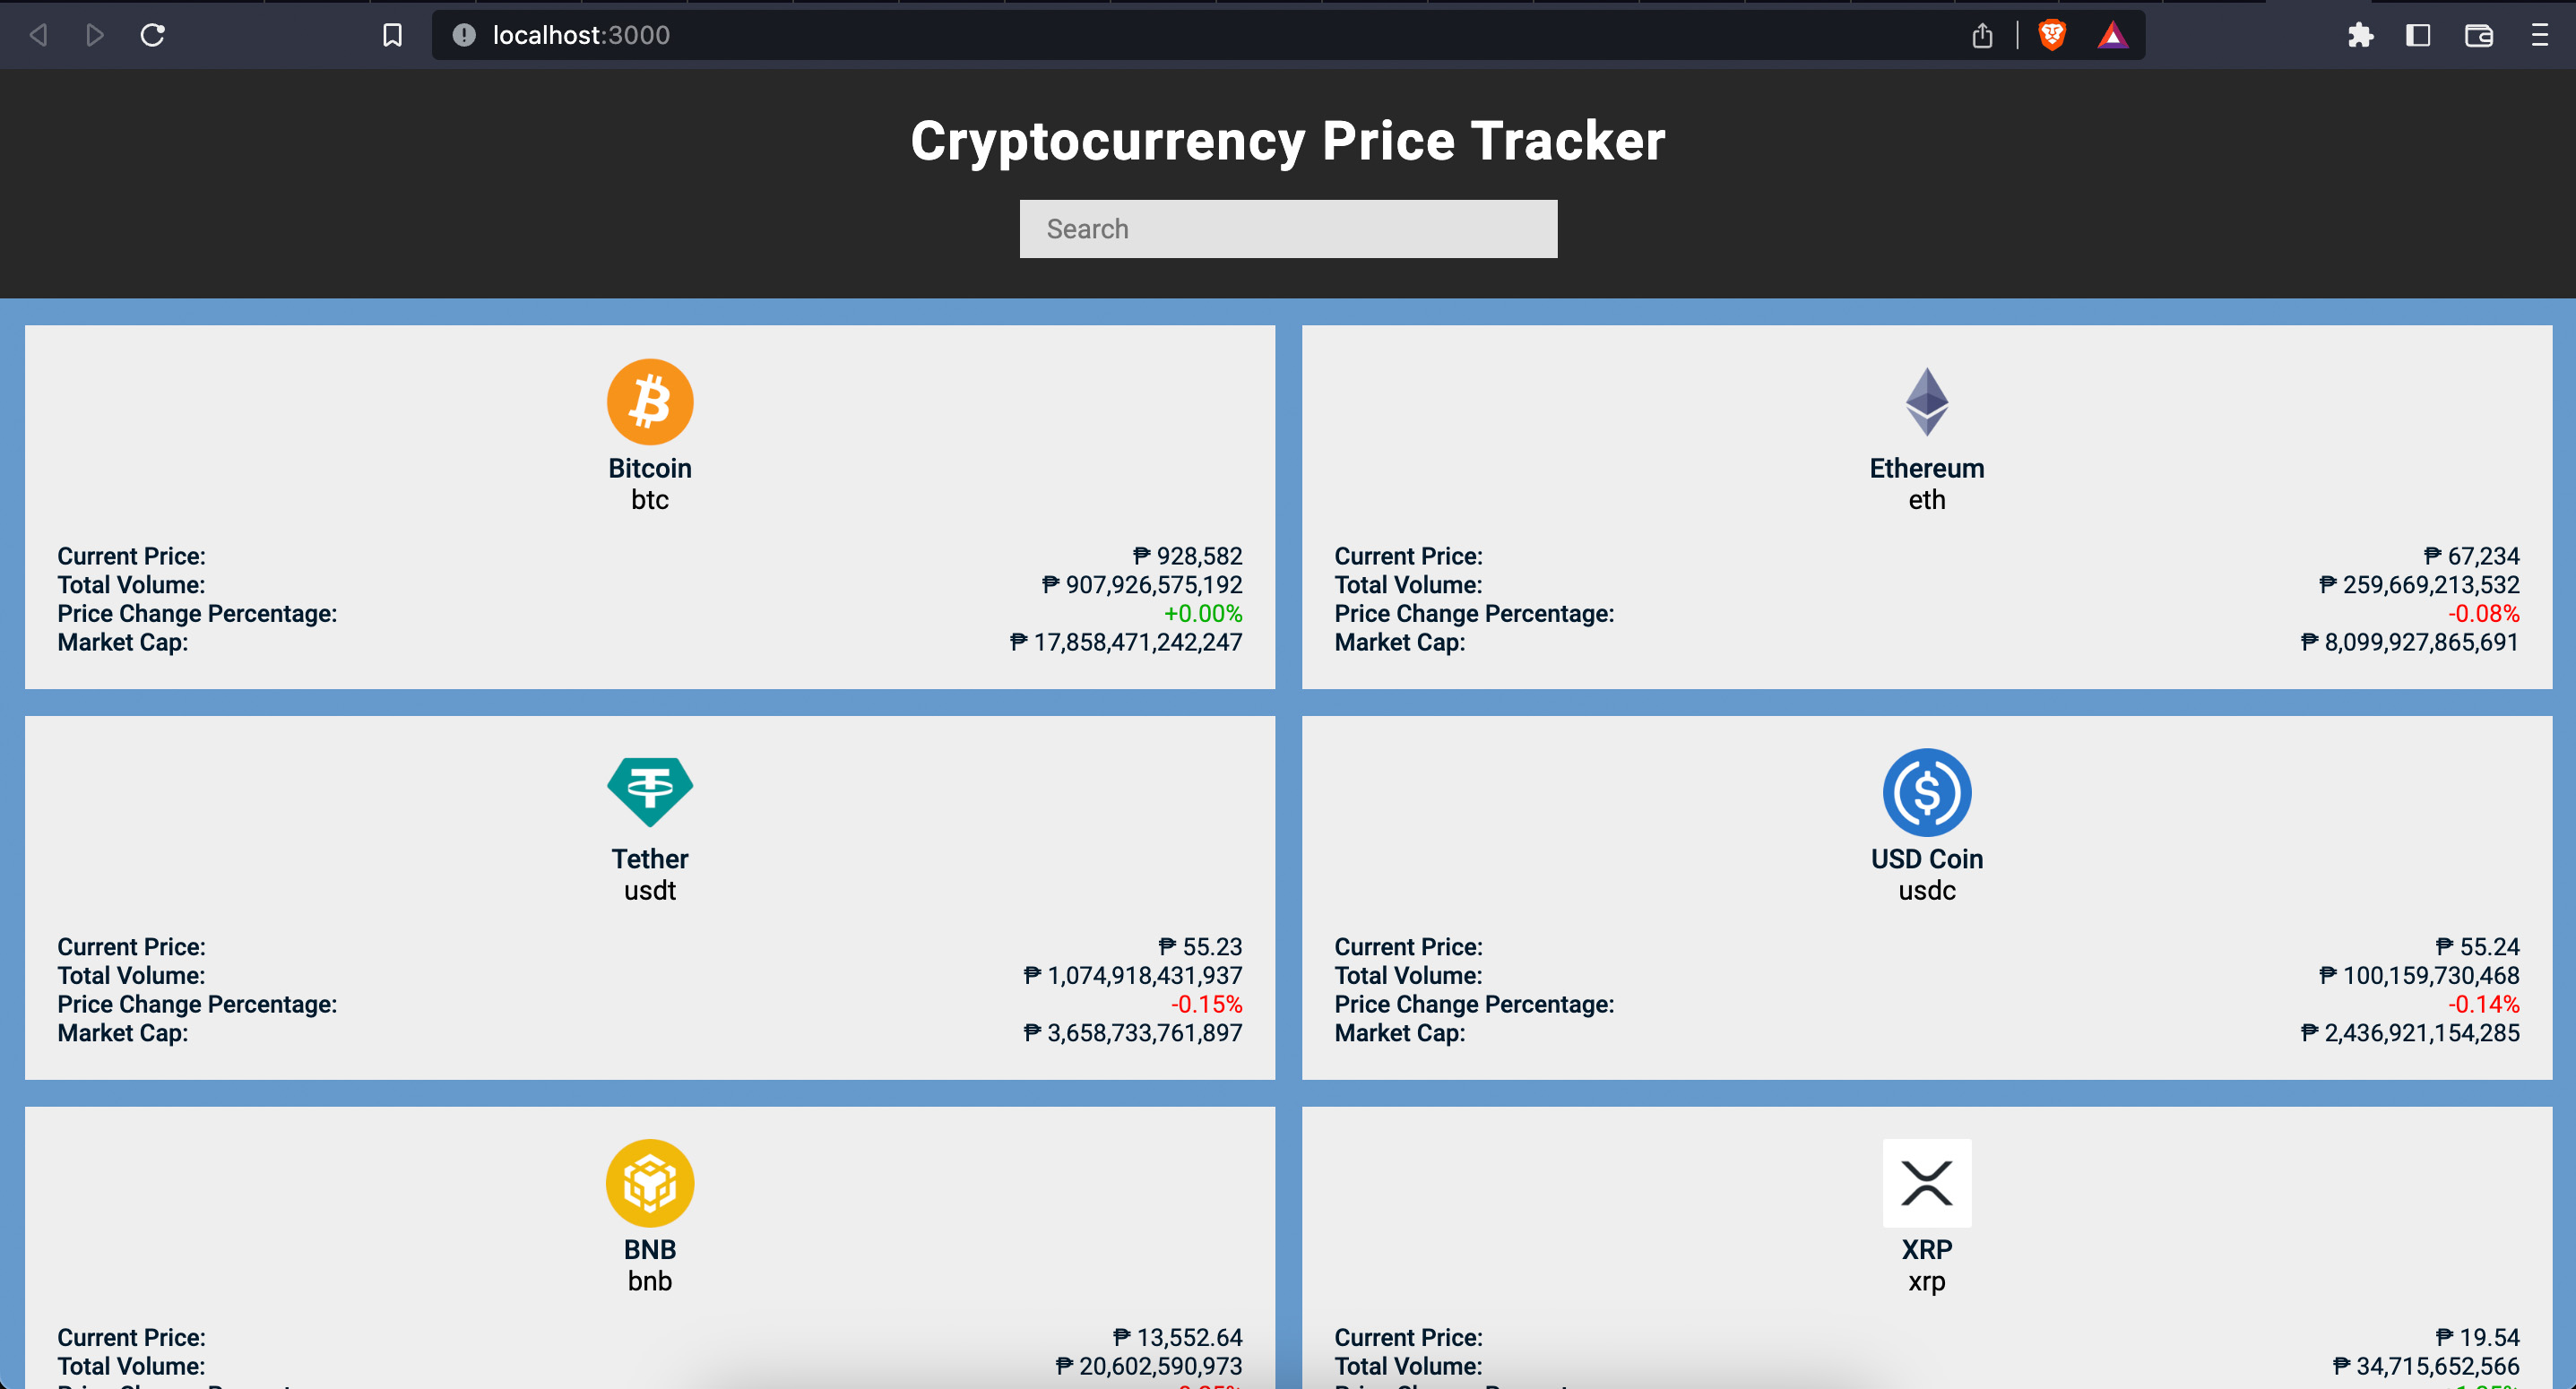 localhost:3000
Cryptocurrency Price Tracker
Search
Bitcoin
btc
Current Price: ₱ 928,582
Total Volume: ₱ 907,926,575,192
Price Change Percentage: +0.00%
Market Cap: ₱ 17,858,471,242,247
Ethereum
eth
Current Price: ₱ 67,234
Total Volume: ₱ 259,669,213,532
Price Change Percentage: -0.08%
Market Cap: ₱ 8,099,927,865,691
Tether
usdt
Current Price: ₱ 55.23
Total Volume: ₱ 1,074,918,431,937
Price Change Percentage: -0.15%
Market Cap: ₱ 3,658,733,761,897
USD Coin
usdc
Current Price: ₱ 55.24
Total Volume: ₱ 100,159,730,468
Price Change Percentage: -0.14%
Market Cap: ₱ 2,436,921,154,285
BNB
bnb
Current Price: ₱ 13,552.64
Total Volume: ₱ 20,602,590,973
XRP
xrp
Current Price: ₱ 19.54
Total Volume: ₱ 34,715,652,566